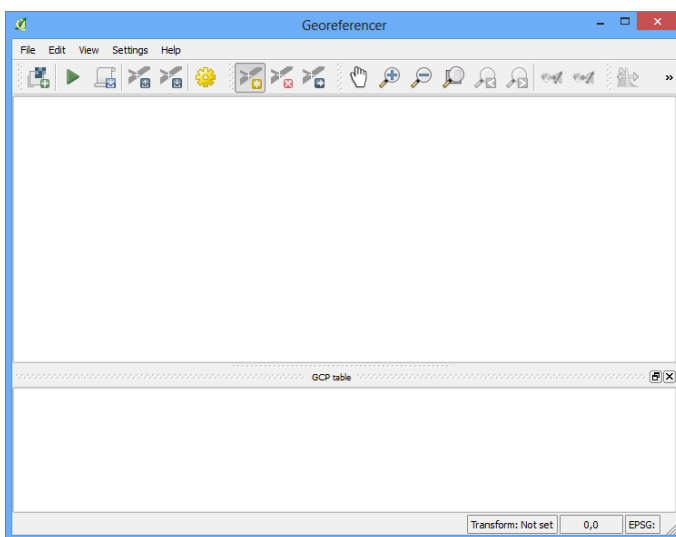 Georeferencer
File Edit View Settings Help
GCP table
Transform: Not set 0,0 EPSG: